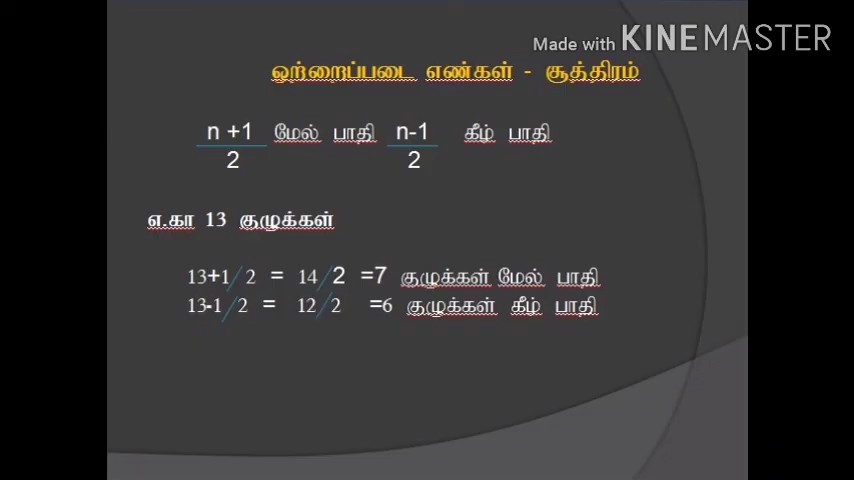 Made with KINEMASTER
ஒற்றைப்படை எண்கள் - சூத்திரம்
n +1/2 மேல் பாதி n-1/2 கீழ் பாதி
எ.கா 13 குழுக்கள்
13+1/2 = 14/2 =7 குழுக்கள் மேல் பாதி
13-1/2 = 12/2 =6 குழுக்கள் கீழ் பாதி